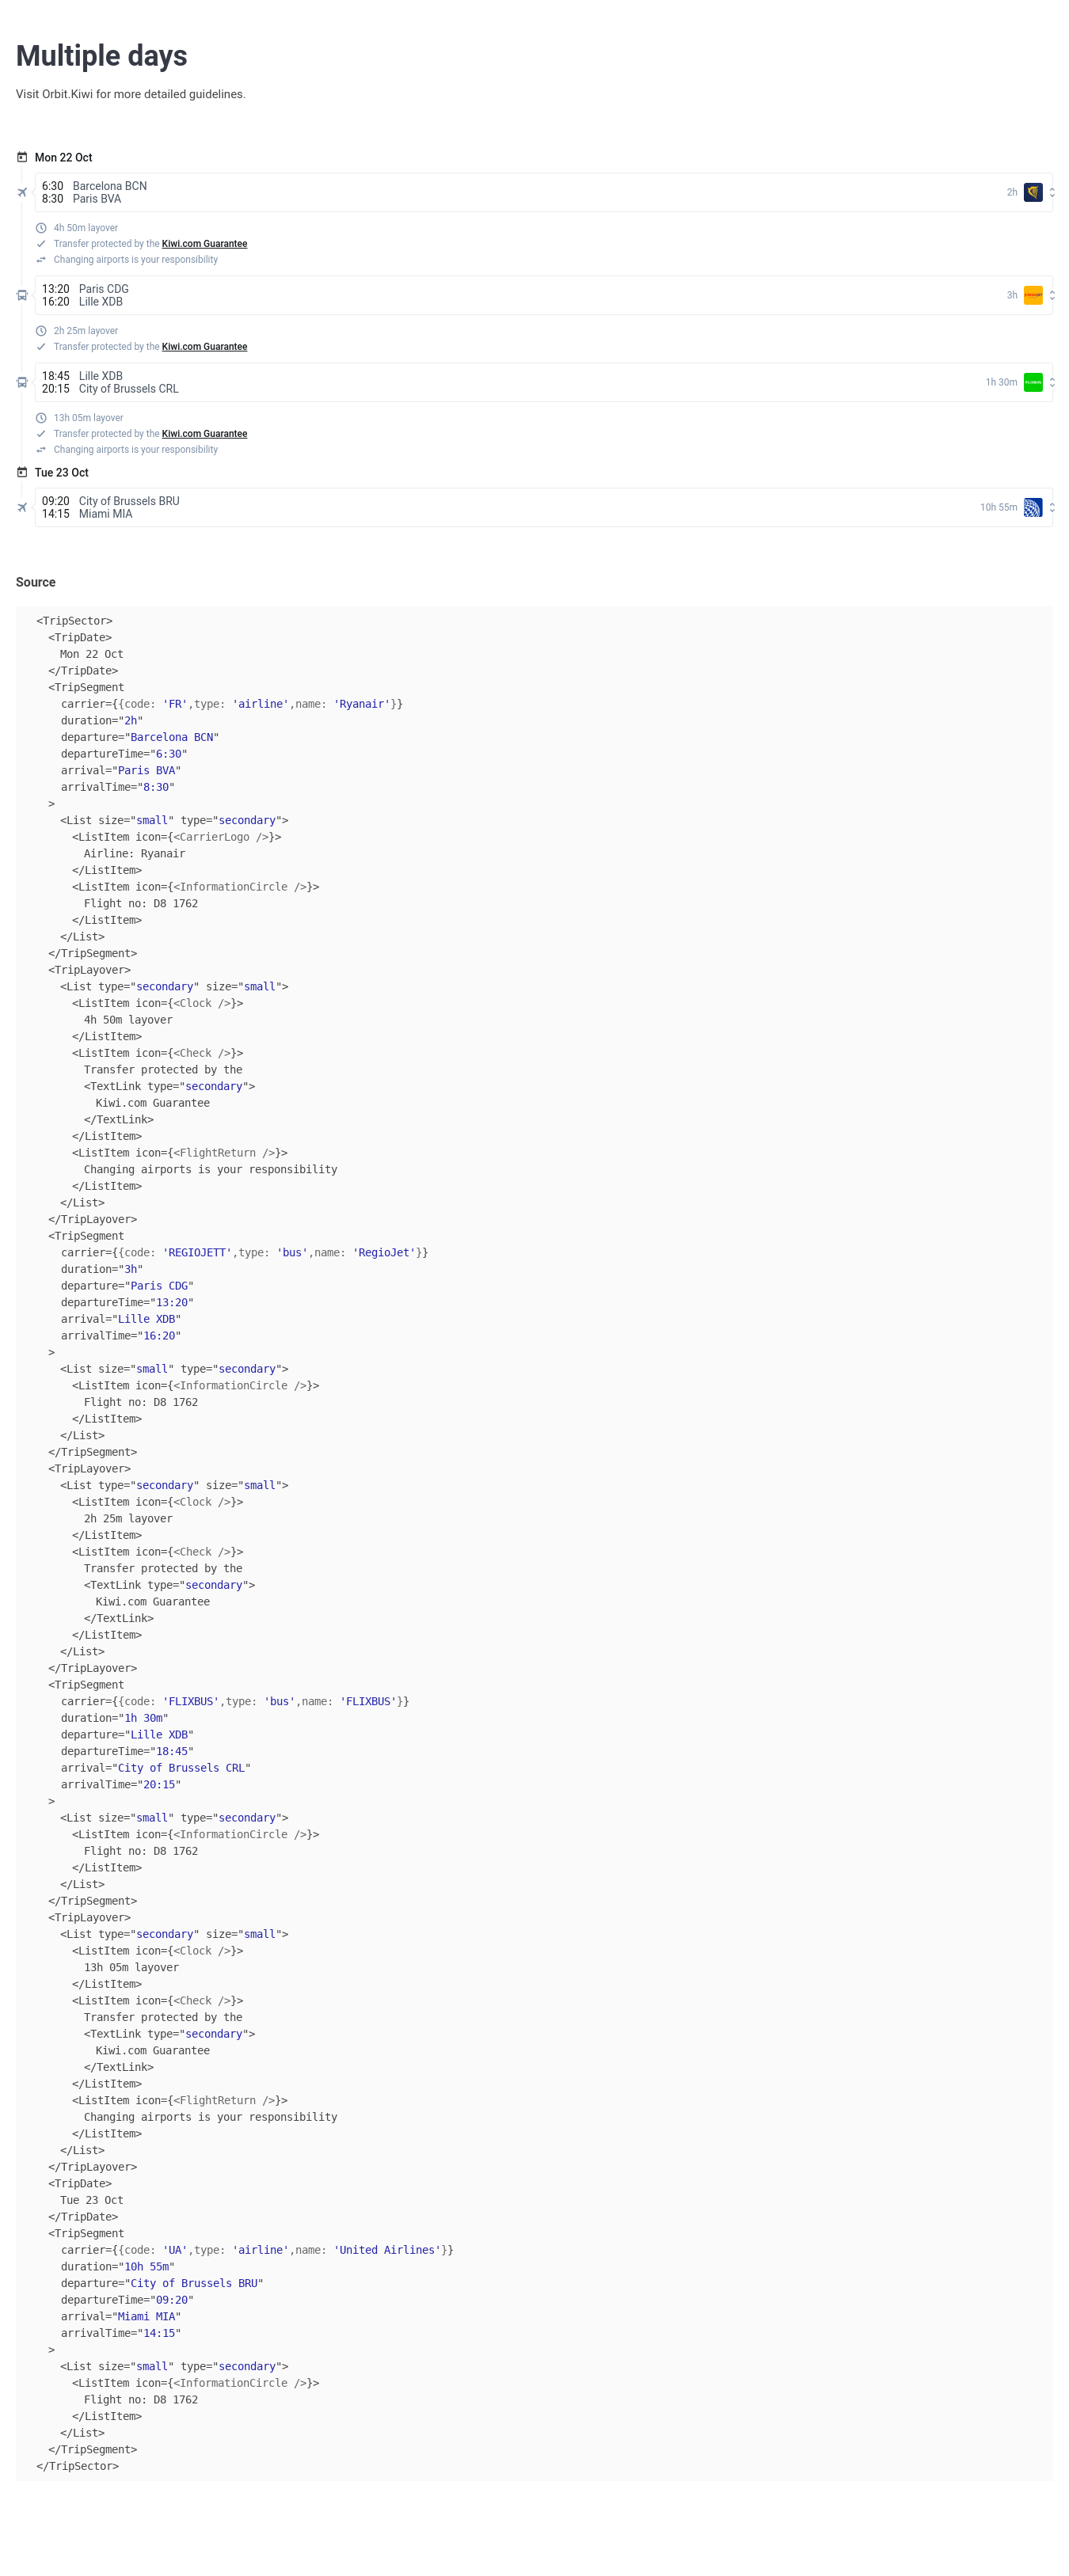 Multiple days
Visit Orbit.Kiwi for more detailed guidelines.
Mon 22 Oct
6:30 Barcelona BCN
8:30 Paris BVA
2h
4h 50m layover
Transfer protected by the Kiwi.com Guarantee
Changing airports is your responsibility
13:20 Paris CDG
16:20 Lille XDB
3h
2h 25m layover
Transfer protected by the Kiwi.com Guarantee
18:45 Lille XDB
20:15 City of Brussels CRL
1h 30m
13h 05m layover
Transfer protected by the Kiwi.com Guarantee
Changing airports is your responsibility
Tue 23 Oct
09:20 City of Brussels BRU
14:15 Miami MIA
10h 55m
Source
<TripSector>
<TripDate>
Mon 22 Oct
</TripDate>
<TripSegment
carrier={{code: 'FR',type: 'airline',name: 'Ryanair'}}
duration="2h"
departure="Barcelona BCN"
departureTime="6:30"
arrival="Paris BVA"
arrivalTime="8:30"
>
<List size="small" type="secondary">
<ListItem icon={<CarrierLogo />}>
Airline: Ryanair
</ListItem>
<ListItem icon={<InformationCircle />}>
Flight no: D8 1762
</ListItem>
</List>
</TripSegment>
<TripLayover>
<List type="secondary" size="small">
<ListItem icon={<Clock />}>
4h 50m layover
</ListItem>
<ListItem icon={<Check />}>
Transfer protected by the
<TextLink type="secondary">
Kiwi.com Guarantee
</TextLink>
</ListItem>
<ListItem icon={<FlightReturn />}>
Changing airports is your responsibility
</ListItem>
</List>
</TripLayover>
<TripSegment
carrier={{code: 'REGIOJETT',type: 'bus',name: 'RegioJet'}}
duration="3h"
departure="Paris CDG"
departureTime="13:20"
arrival="Lille XDB"
arrivalTime="16:20"
>
<List size="small" type="secondary">
<ListItem icon={<InformationCircle />}>
Flight no: D8 1762
</ListItem>
</List>
</TripSegment>
<TripLayover>
<List type="secondary" size="small">
<ListItem icon={<Clock />}>
2h 25m layover
</ListItem>
<ListItem icon={<Check />}>
Transfer protected by the
<TextLink type="secondary">
Kiwi.com Guarantee
</TextLink>
</ListItem>
</List>
</TripLayover>
<TripSegment
carrier={{code: 'FLIXBUS',type: 'bus',name: 'FLIXBUS'}}
duration="1h 30m"
departure="Lille XDB"
departureTime="18:45"
arrival="City of Brussels CRL"
arrivalTime="20:15"
>
<List size="small" type="secondary">
<ListItem icon={<InformationCircle />}>
Flight no: D8 1762
</ListItem>
</List>
</TripSegment>
<TripLayover>
<List type="secondary" size="small">
<ListItem icon={<Clock />}>
13h 05m layover
</ListItem>
<ListItem icon={<Check />}>
Transfer protected by the
<TextLink type="secondary">
Kiwi.com Guarantee
</TextLink>
</ListItem>
<ListItem icon={<FlightReturn />}>
Changing airports is your responsibility
</ListItem>
</List>
</TripLayover>
<TripDate>
Tue 23 Oct
</TripDate>
<TripSegment
carrier={{code: 'UA',type: 'airline',name: 'United Airlines'}}
duration="10h 55m"
departure="City of Brussels BRU"
departureTime="09:20"
arrival="Miami MIA"
arrivalTime="14:15"
>
<List size="small" type="secondary">
<ListItem icon={<InformationCircle />}>
Flight no: D8 1762
</ListItem>
</List>
</TripSegment>
</TripSector>